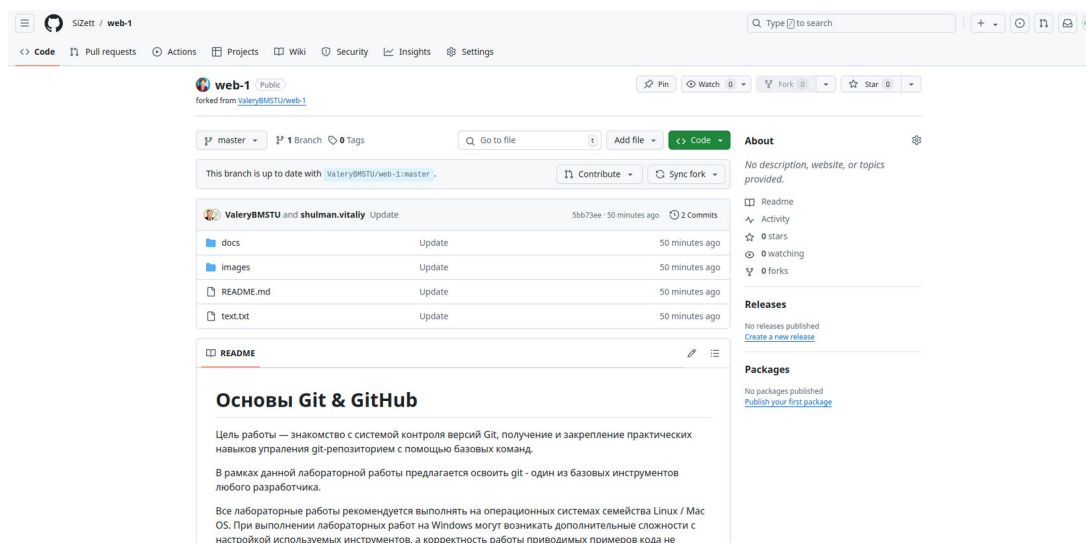 SiZett / web-1
Type / to search
Code Pull requests Actions Projects Wiki Security Insights Settings
web-1 Public
forked from ValeryBMSTU/web-1
Pin Watch 0 Fork 0 Star 0
master 1 Branch 0 Tags
Go to file t
Add file Code
This branch is up to date with ValeryBMSTU/web-1:master .
Contribute Sync fork
ValeryBMSTU and shulman.vitaliy Update
5bb73ee · 50 minutes ago 2 Commits
docs Update 50 minutes ago
images Update 50 minutes ago
README.md Update 50 minutes ago
text.txt Update 50 minutes ago
README
Основы Git & GitHub
Цель работы — знакомство с системой контроля версий Git, получение и закрепление практических
навыков упраления git-репозиторием с помощью базовых команд.
В рамках данной лабораторной работы предлагается освоить git - один из базовых инструментов
любого разработчика.
Все лабораторные работы рекомендуется выполнять на операционных системах семейства Linux / Mac
OS. При выполнении лабораторных работ на Windows могут возникать дополнительные сложности с
настройкой используемых инструментов, а корректность работы приводимых примеров кода не
About
No description, website, or topics
provided.
Readme
Activity
0 stars
0 watching
0 forks
Releases
No releases published
Create a new release
Packages
No packages published
Publish your first package